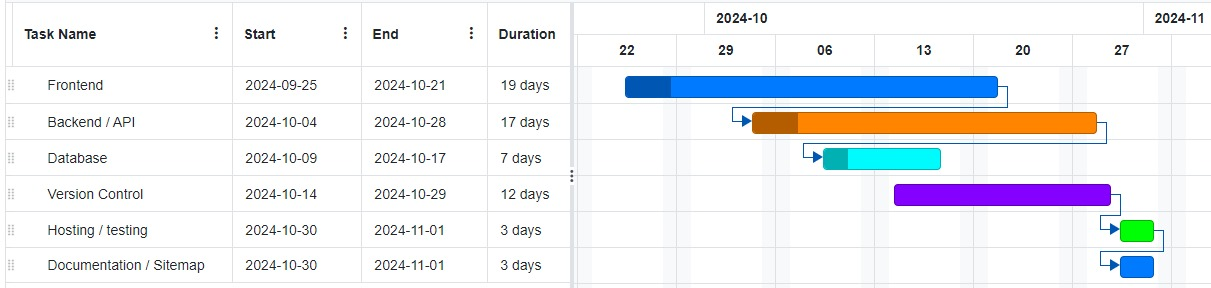 2024-10 2024-11
Task Name Start End Duration
22 29 06 13 20 27
Frontend 2024-09-25 2024-10-21 19 days
Backend / API 2024-10-04 2024-10-28 17 days
Database 2024-10-09 2024-10-17 7 days
Version Control 2024-10-14 2024-10-29 12 days
Hosting / testing 2024-10-30 2024-11-01 3 days
Documentation / Sitemap 2024-10-30 2024-11-01 3 days